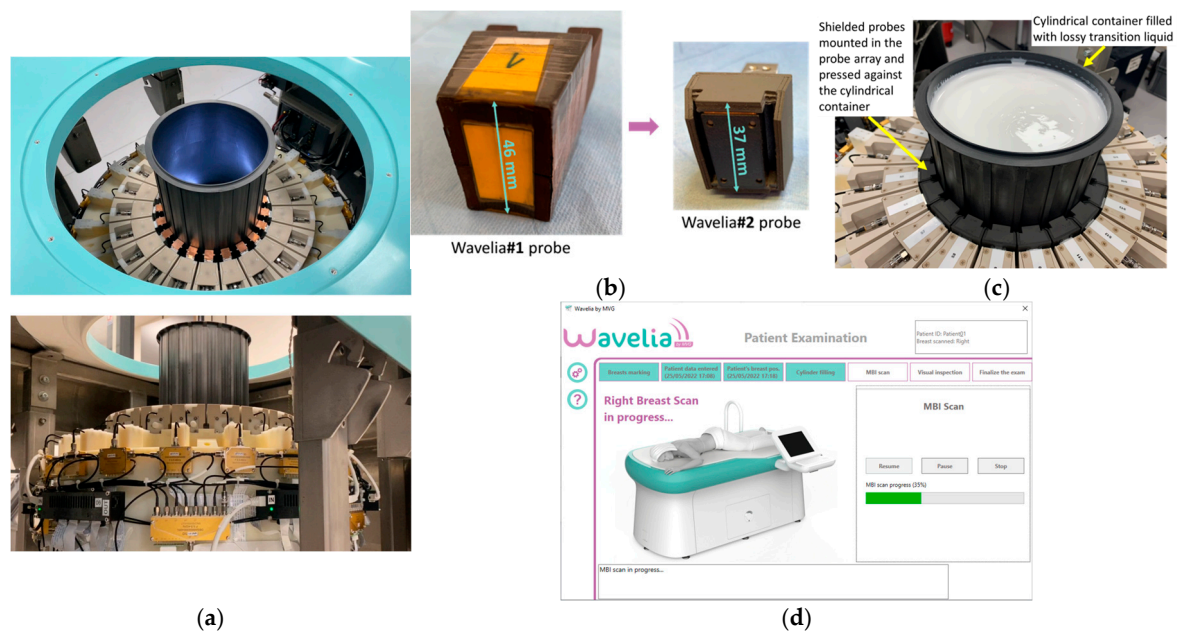 V
46 mm
37 mm
Wavelia#1 probe
Wavelia#2 probe
(b)
Shielded probes
mounted in the
probe array and
pressed against
the cylindrical
container
Cylindrical container filled
with lossy transition liquid
(c)
IN
(a)
Wavelia by MVG
Wavelia
by MVG
Patient Examination
Breast scanned: Right
Breasts marking
Patient data entered
(25/05/2022 17:08)
Patient's breast pos.
(25/05/2022 17:16)
Cylinder filling
MBI scan
Visual inspection
Finalize the exam
?
Right Breast Scan
in progress...
MBI Scan
Resume
Pause
Stop
MBI scan progress (35%)
MBI scan in progress...
(d)